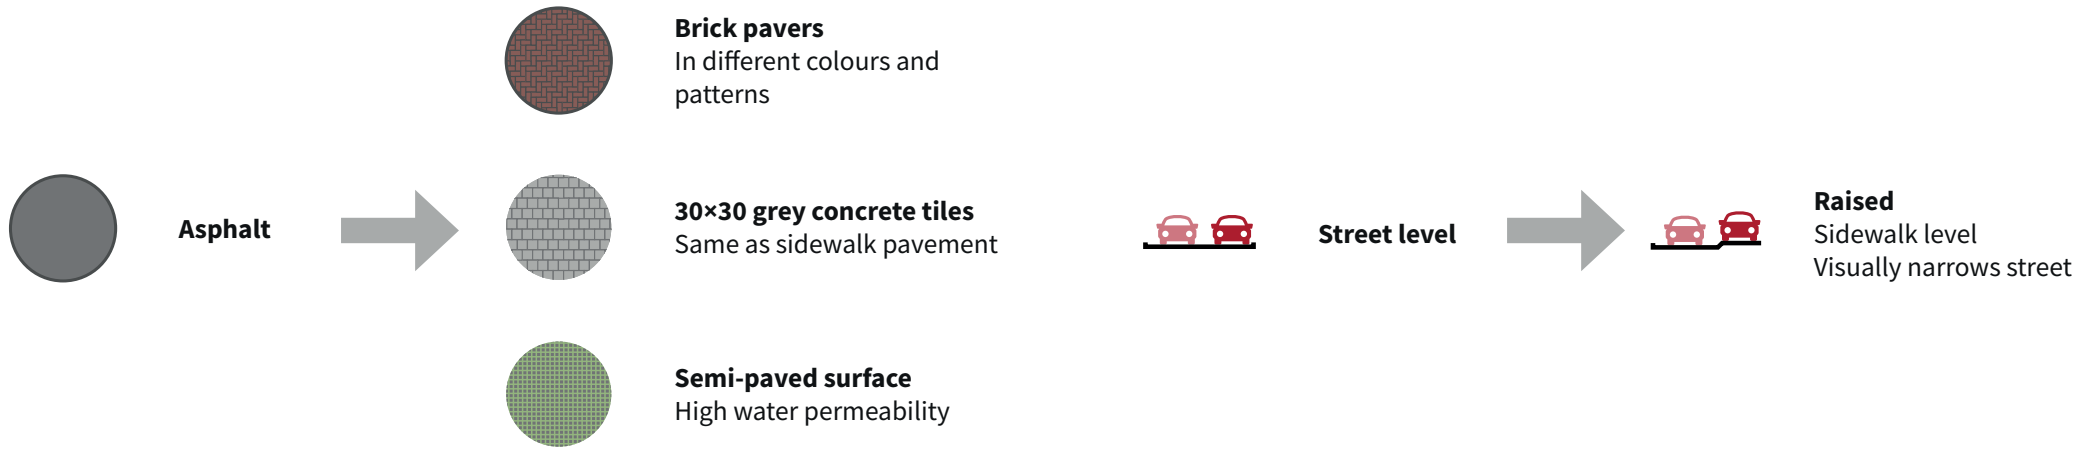 Brick pavers
In different colours and
patterns
Asphalt
30×30 grey concrete tiles
Same as sidewalk pavement
Semi-paved surface
High water permeability
Street level
Raised
Sidewalk level
Visually narrows street